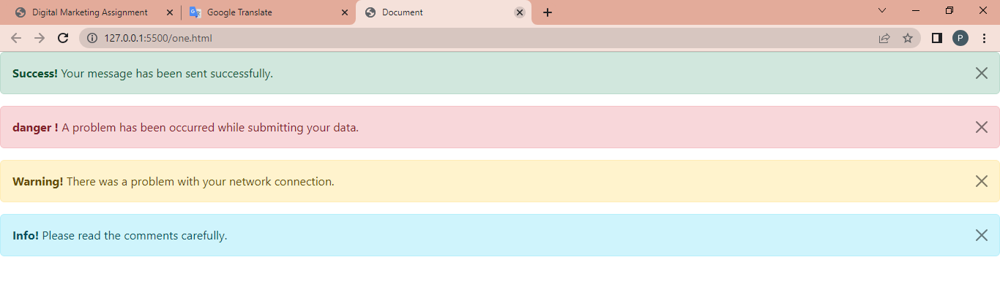 Digital Marketing Assignment
Google Translate
Document
127.0.0.1:5500/one.html
P
Success! Your message has been sent successfully.
danger ! A problem has been occurred while submitting your data.
Warning! There was a problem with your network connection.
Info! Please read the comments carefully.